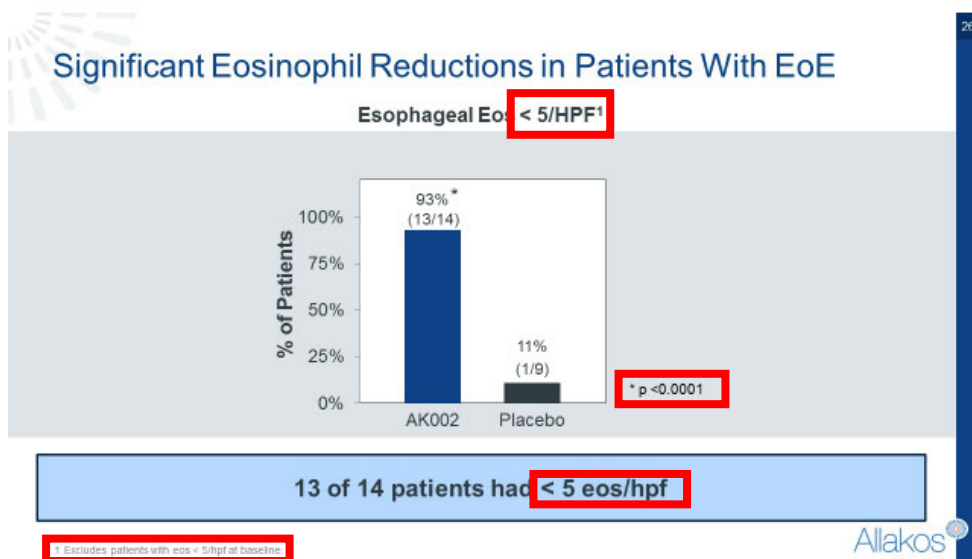 26
Significant Eosinophil Reductions in Patients With EoE
Esophageal Eos < 5/HPF¹
% of Patients
100%
75%
50%
25%
0%
93% *
(13/14)
11%
(1/9)
AK002 Placebo
* p <0.0001
13 of 14 patients had < 5 eos/hpf
1 Excludes patients with eos < 5/hpf at baseline
Allakos